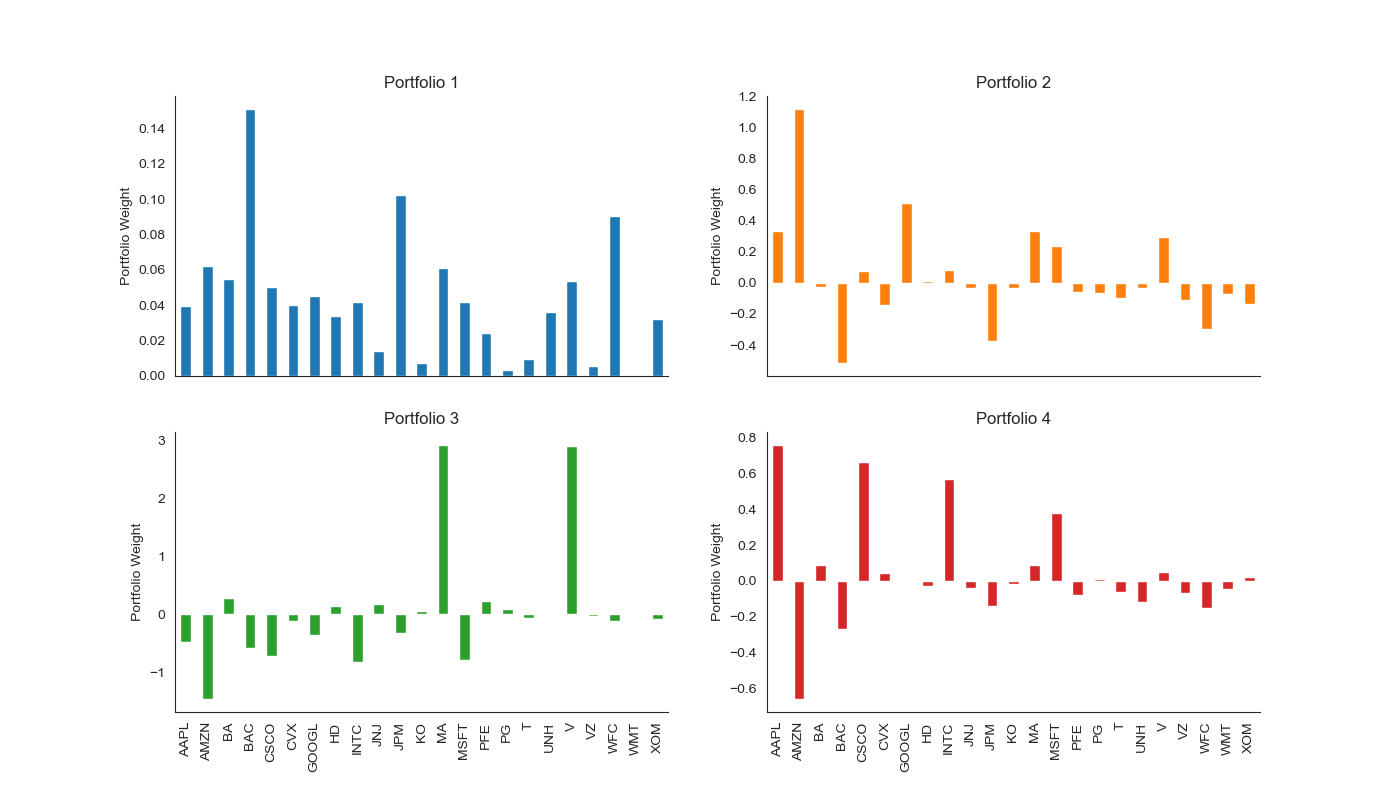 Portfolio 1
Portfolio Weight
0.14
0.12
0.10
0.08
0.06
0.04
0.02
0.00
Portfolio 2
Portfolio Weight
1.2
1.0
0.8
0.6
0.4
0.2
0.0
−0.2
−0.4
Portfolio 3
Portfolio Weight
3
2
1
0
−1
AAPL
AMZN
BA
BAC
CSCO
CVX
GOOGL
HD
INTC
JNJ
JPM
KO
MA
MSFT
PFE
PG
T
UNH
V
VZ
WFC
WMT
XOM
Portfolio 4
Portfolio Weight
0.8
0.6
0.4
0.2
0.0
−0.2
−0.4
−0.6
AAPL
AMZN
BA
BAC
CSCO
CVX
GOOGL
HD
INTC
JNJ
JPM
KO
MA
MSFT
PFE
PG
T
UNH
V
VZ
WFC
WMT
XOM